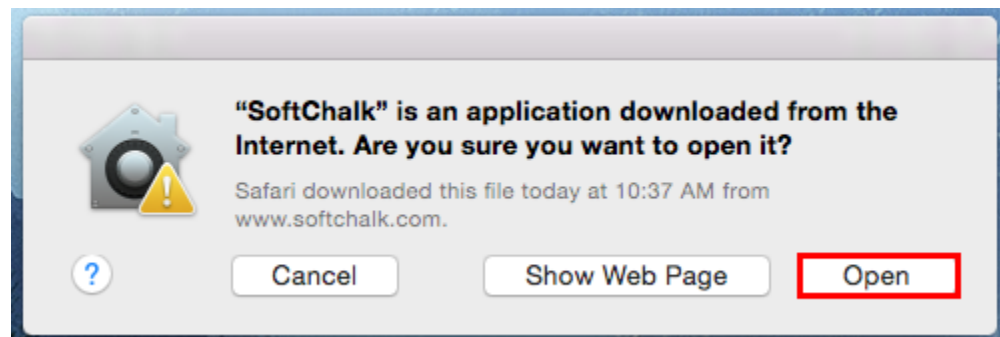 “SoftChalk” is an application downloaded from the
Internet. Are you sure you want to open it?
Safari downloaded this file today at 10:37 AM from
www.softchalk.com.
? Cancel Show Web Page Open